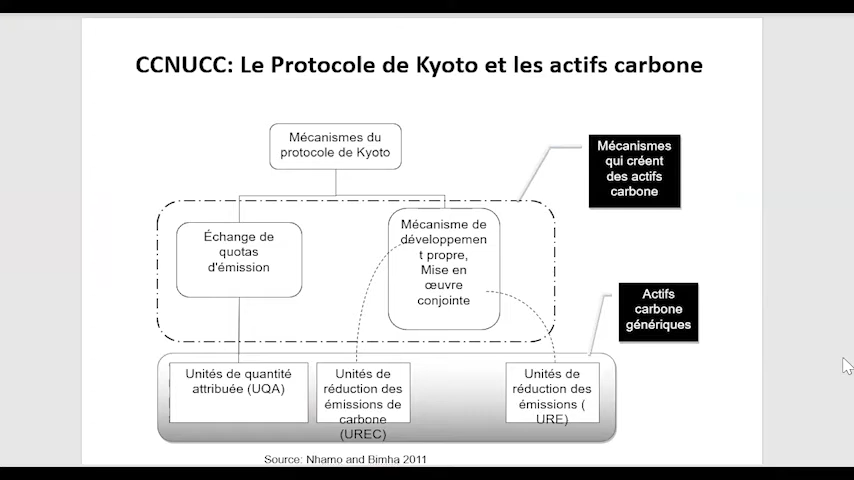 CCNUCC: Le Protocole de Kyoto et les actifs carbone
Mécanismes du
protocole de Kyoto
Mécanismes
qui créent
des actifs
carbone
Échange de
quotas
d'émission
Mécanisme de
développemen
t propre,
Mise en
œuvre
conjointe
Actifs
carbone
génériques
Unités de quantité
attribuée (UQA)
Unités de
réduction des
émissions de
carbone
(UREC)
Unités de
réduction des
émissions (
URE)
Source: Nhamo and Bimha 2011